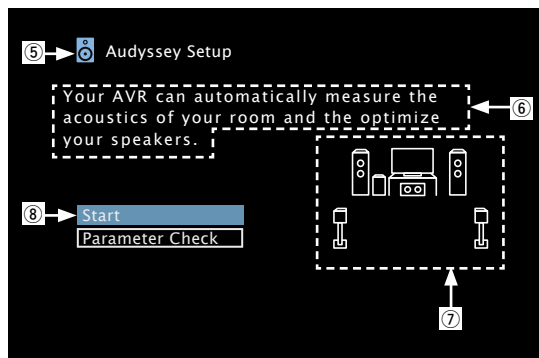 ⑤ Audyssey Setup
Your AVR can automatically measure the
acoustics of your room and the optimize
your speakers.
⑥
⑧ Start
Parameter Check
⑦